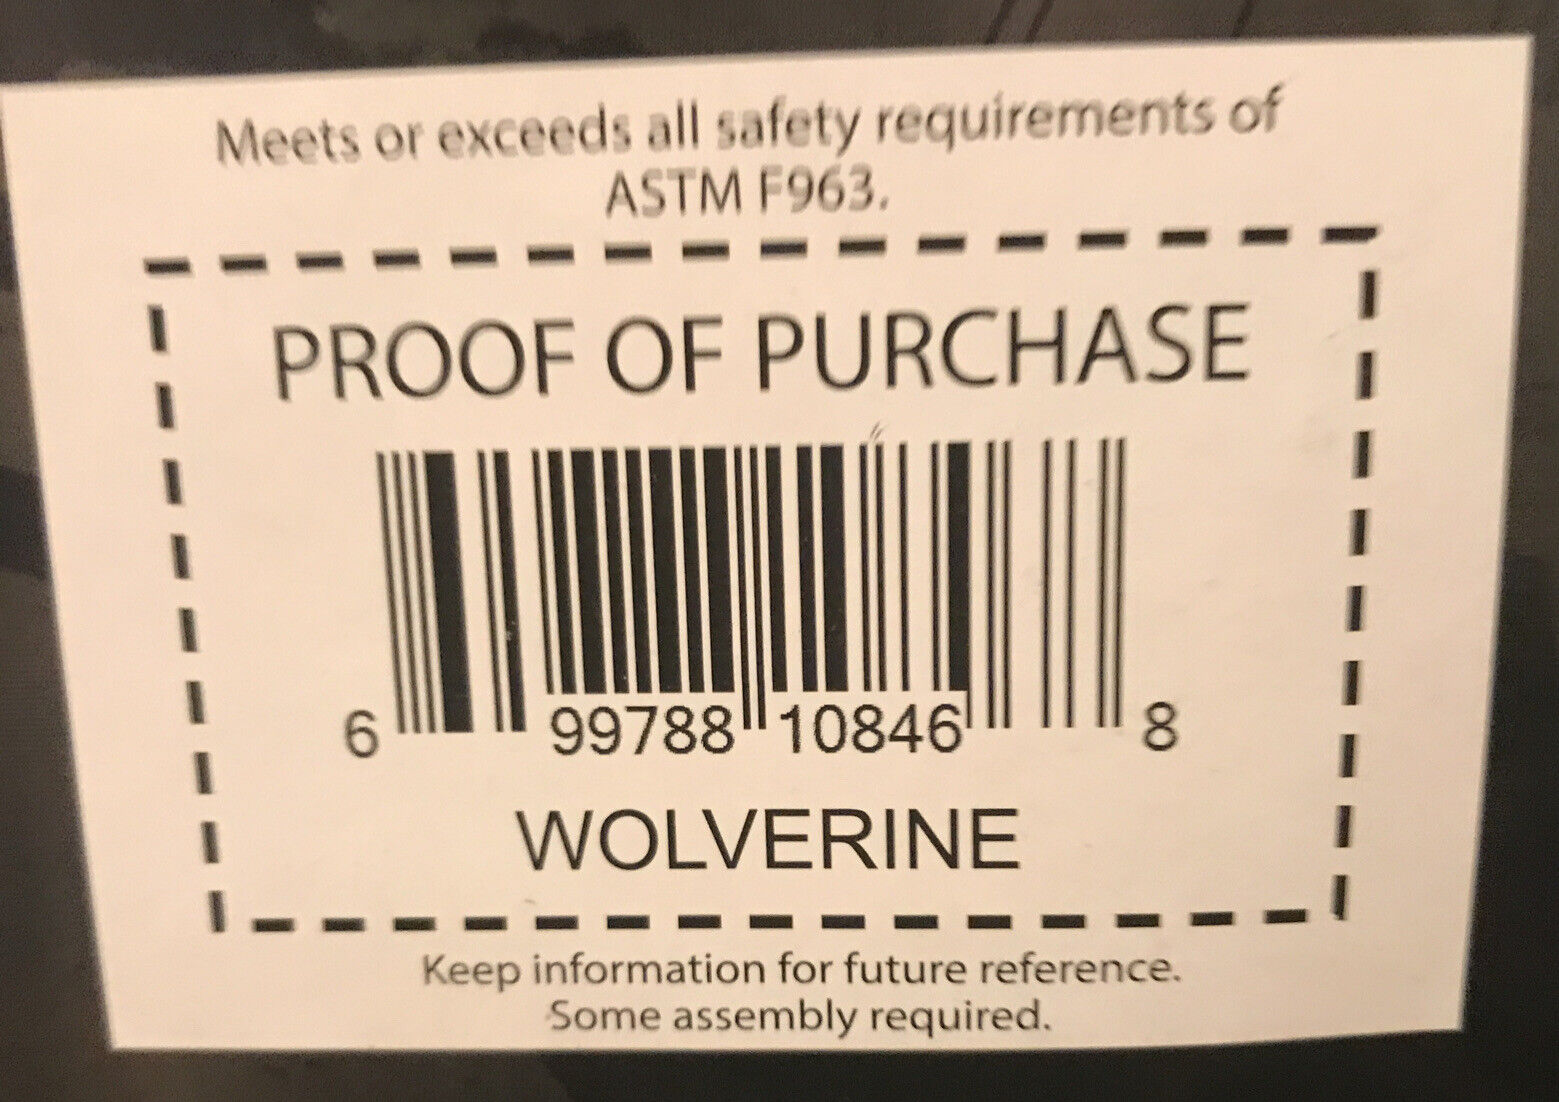 Meets or exceeds all safety requirements of
ASTM F963.
PROOF OF PURCHASE
6 99788 10846 8
WOLVERINE
Keep information for future reference.
Some assembly required.